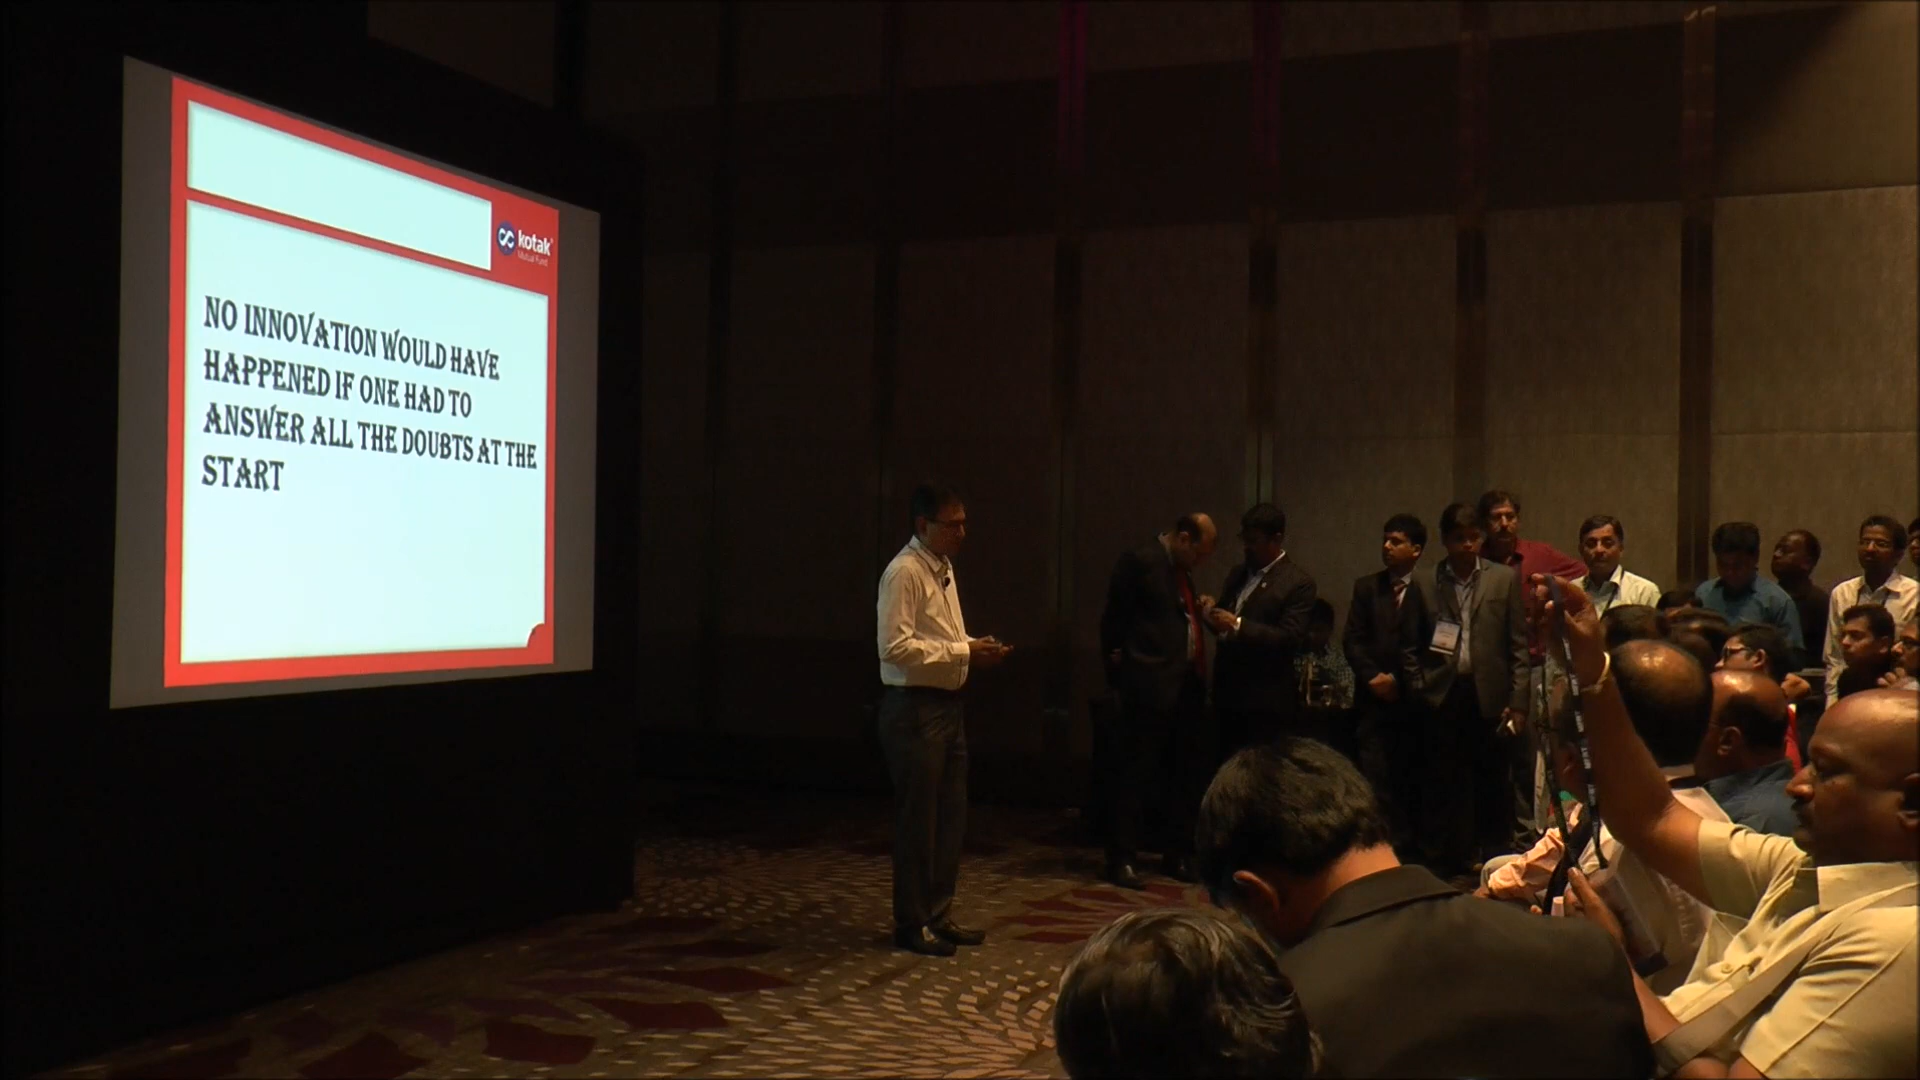 kotak
Mutual Fund
NO INNOVATION WOULD HAVE
HAPPENED IF ONE HAD TO
ANSWER ALL THE DOUBTS AT THE
START